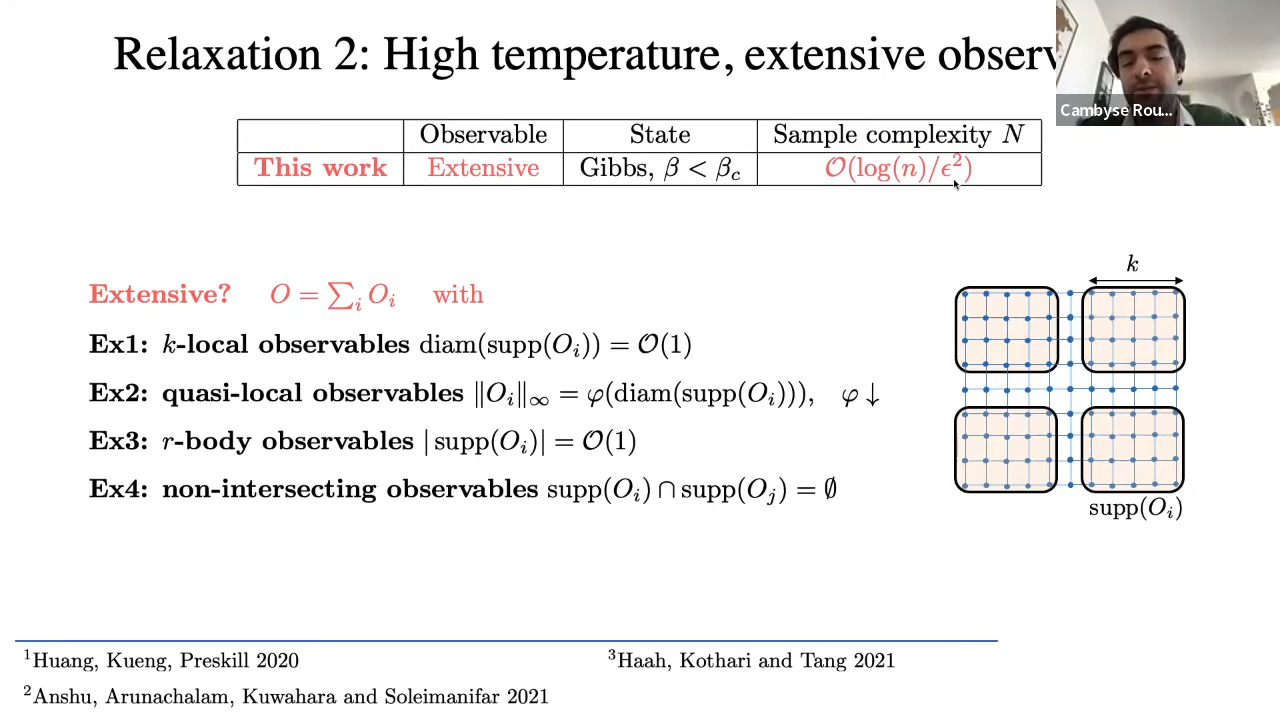 Relaxation 2: High temperature, extensive observ
Cambyse Rou...
Observable State Sample complexity N
This work Extensive Gibbs, β < β_c 𝒪(log(n)/ϵ²)
k
Extensive? O = ∑_i O_i with
Ex1: k-local observables diam(supp(O_i)) = 𝒪(1)
Ex2: quasi-local observables ‖O_i‖_∞ = φ(diam(supp(O_i))), φ ↓
Ex3: r-body observables | supp(O_i)| = 𝒪(1)
Ex4: non-intersecting observables supp(O_i) ∩ supp(O_j) = ∅
supp(O_i)
¹Huang, Kueng, Preskill 2020
³Haah, Kothari and Tang 2021
²Anshu, Arunachalam, Kuwahara and Soleimanifar 2021